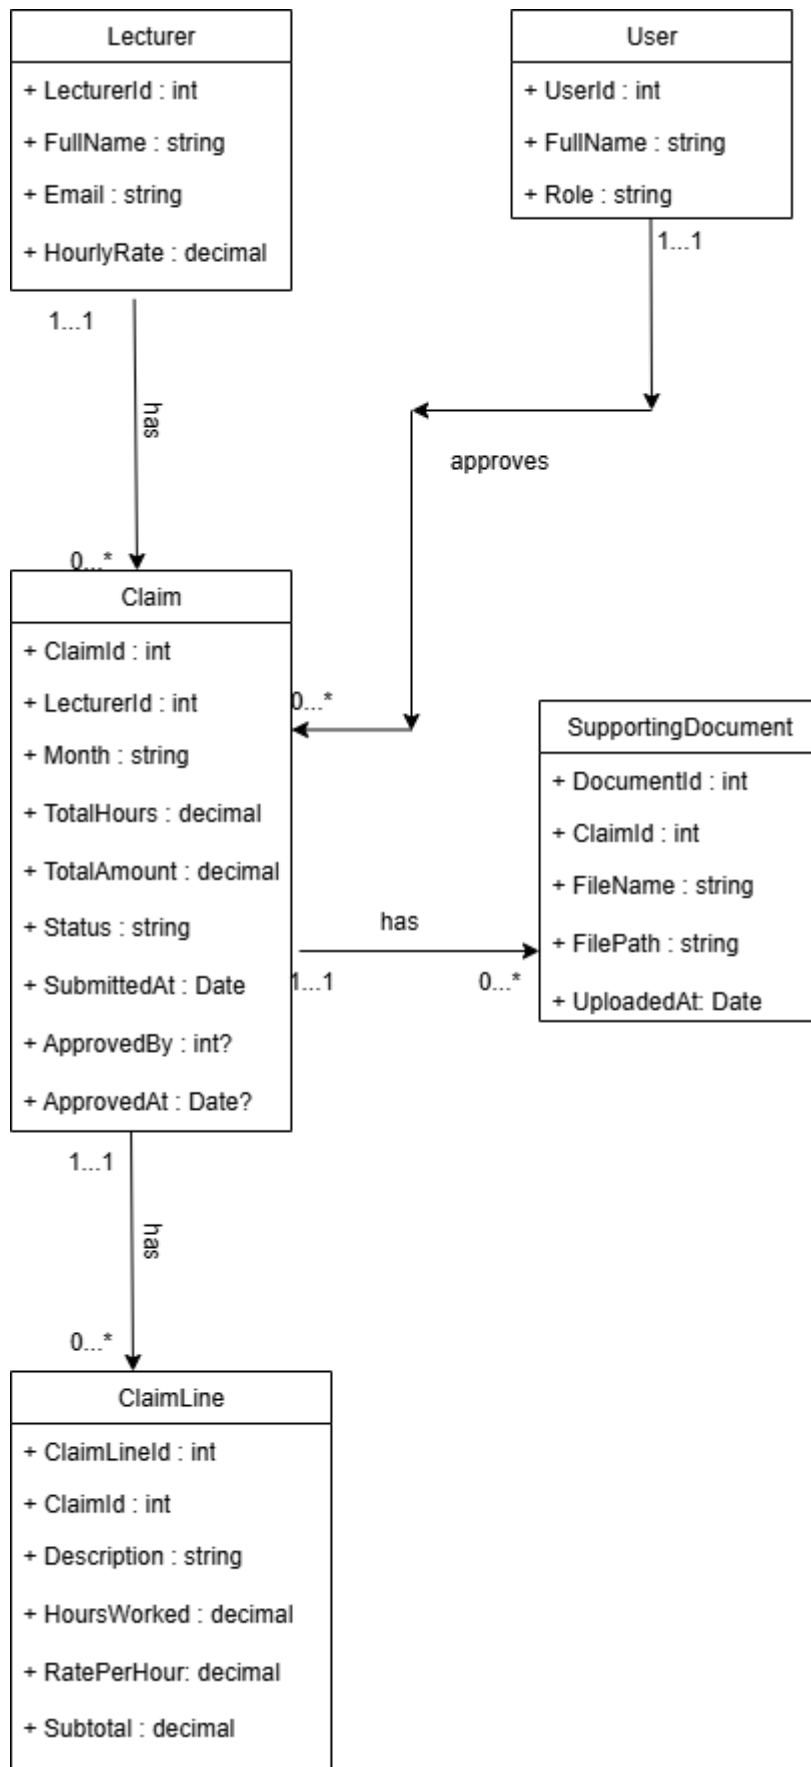 Lecturer
+ LecturerId : int
+ FullName : string
+ Email : string
+ HourlyRate : decimal
User
+ UserId : int
+ FullName : string
+ Role : string
1...1
1...1
has
approves
0...*
Claim
+ ClaimId : int
+ LecturerId : int
+ Month : string
+ TotalHours : decimal
+ TotalAmount : decimal
+ Status : string
+ SubmittedAt : Date
+ ApprovedBy : int?
+ ApprovedAt : Date?
0...*
SupportingDocument
+ DocumentId : int
+ ClaimId : int
+ FileName : string
+ FilePath : string
+ UploadedAt: Date
has
1...1
0...*
1...1
has
0...*
ClaimLine
+ ClaimLineId : int
+ ClaimId : int
+ Description : string
+ HoursWorked : decimal
+ RatePerHour: decimal
+ Subtotal : decimal